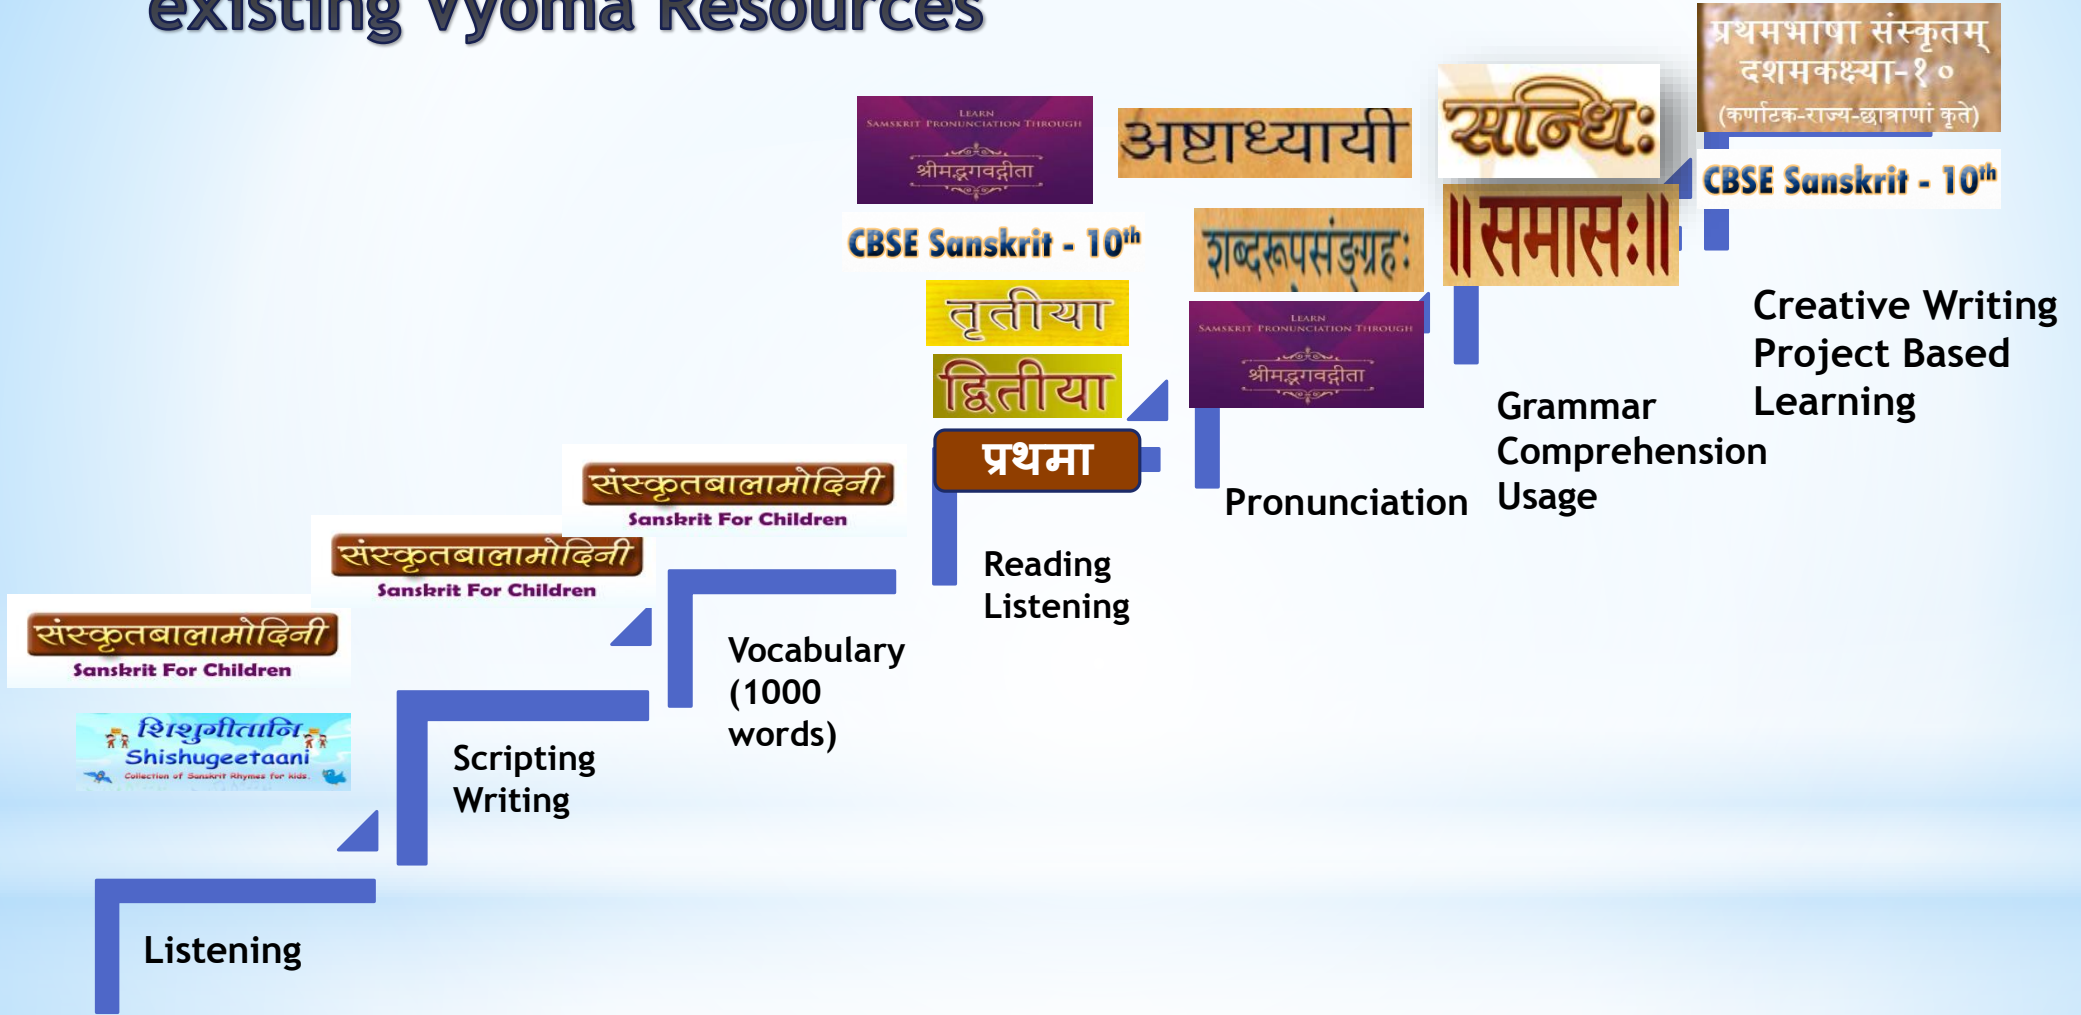 existing Vyoma Resources
संस्कृतबालामोदिनी
Sanskrit For Children
शिशुगीतानि
Shishugeetaani
Collection of Sanskrit Rhymes for kids.
Listening
संस्कृतबालामोदिनी
Sanskrit For Children
Scripting
Writing
संस्कृतबालामोदिनी
Sanskrit For Children
Vocabulary
(1000
words)
LEARN
SAMSKRIT PRONUNCIATION THROUGH
श्रीमद्भगवद्गीता
CBSE Sanskrit - 10th
तृतीया
द्वितीया
प्रथमा
Reading
Listening
अष्टाध्यायी
शब्दरूपसंङ्ग्रहः
LEARN
SAMSKRIT PRONUNCIATION THROUGH
श्रीमद्भगवद्गीता
Pronunciation
सन्धिः
॥समासः॥
Grammar
Comprehension
Usage
प्रथमभाषा संस्कृतम्
दशमकक्ष्या-१०
(कर्णाटक-राज्य-छात्राणां कृते)
CBSE Sanskrit - 10th
Creative Writing
Project Based
Learning